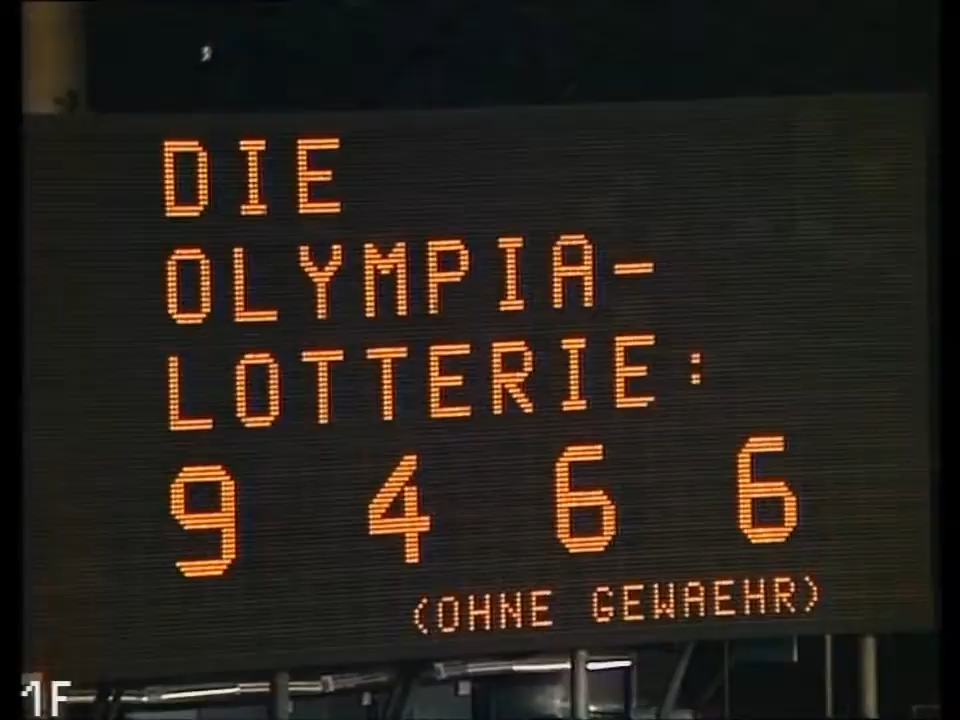 DIE
OLYMPIA-
LOTTERIE:
9 4 6 6
(OHNE GEWAEHR)
1F